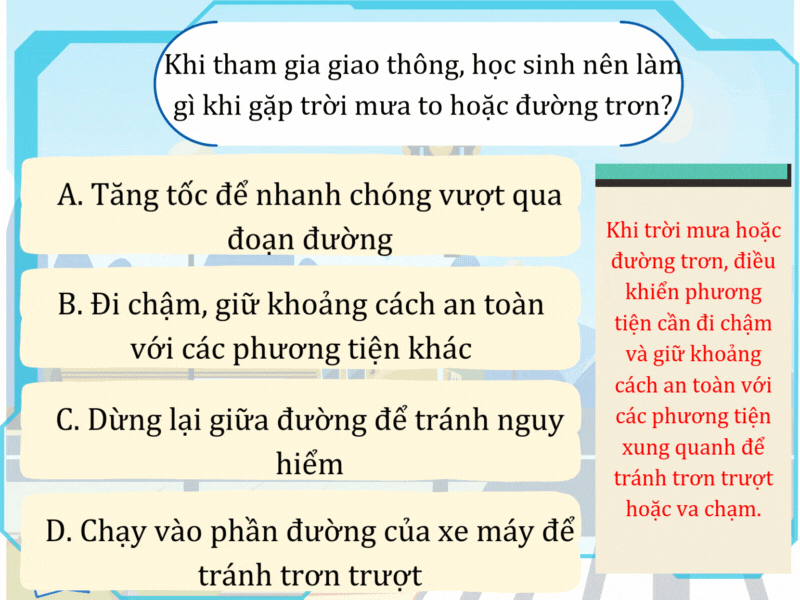 Khi tham gia giao thông, học sinh nên làm
gì khi gặp trời mưa to hoặc đường trơn?
A. Tăng tốc để nhanh chóng vượt qua
đoạn đường
B. Đi chậm, giữ khoảng cách an toàn
với các phương tiện khác
C. Dừng lại giữa đường để tránh nguy
hiểm
D. Chạy vào phần đường của xe máy để
tránh trơn trượt
Khi trời mưa hoặc
đường trơn, điều
khiển phương
tiện cần đi chậm
và giữ khoảng
cách an toàn với
các phương tiện
xung quanh để
tránh trơn trượt
hoặc va chạm.